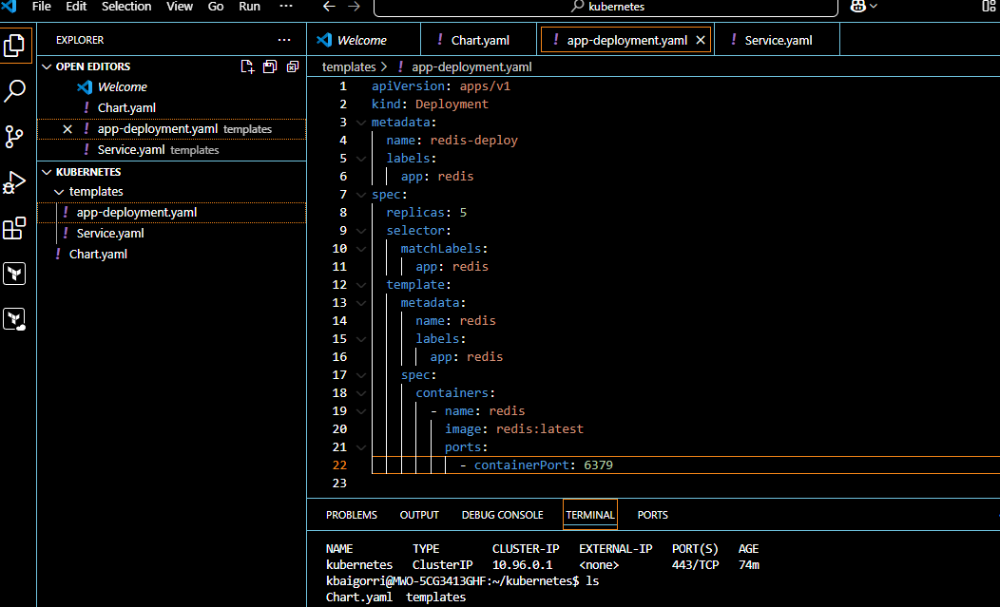 File Edit Selection View Go Run ··· ← → kubernetes
EXPLORER ···
OPEN EDITORS
Welcome
! Chart.yaml
× ! app-deployment.yaml templates
! Service.yaml templates
KUBERNETES
templates
! app-deployment.yaml
! Service.yaml
! Chart.yaml
Welcome ! Chart.yaml ! app-deployment.yaml × ! Service.yaml
templates > ! app-deployment.yaml
1 apiVersion: apps/v1
2 kind: Deployment
3 metadata:
4   name: redis-deploy
5   labels:
6     app: redis
7 spec:
8   replicas: 5
9   selector:
10     matchLabels:
11       app: redis
12   template:
13     metadata:
14       name: redis
15       labels:
16         app: redis
17     spec:
18       containers:
19         - name: redis
20           image: redis:latest
21           ports:
22             - containerPort: 6379
23
PROBLEMS OUTPUT DEBUG CONSOLE TERMINAL PORTS
NAME TYPE CLUSTER-IP EXTERNAL-IP PORT(S) AGE
kubernetes ClusterIP 10.96.0.1 <none> 443/TCP 74m
kbaigorri@MWO-5CG3413GHF:~/kubernetes$ ls
Chart.yaml templates